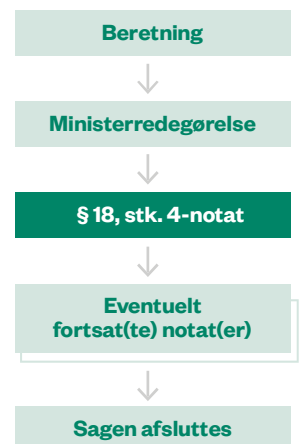 Beretning
Ministerredegørelse
§ 18, stk. 4-notat
Eventuelt
fortsat(te) notat(er)
Sagen afsluttes